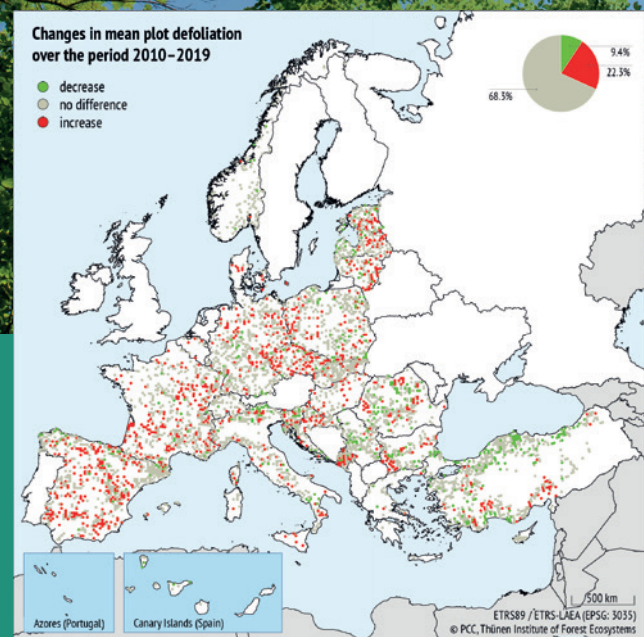 Changes in mean plot defoliation
over the period 2010–2019
decrease
no difference
increase
9.4%
22.3%
68.3%
Azores (Portugal)
Canary Islands (Spain)
500 km
ETRS89 / ETRS-LAEA (EPSG: 3035)
© PCC, Thünen Institute of Forest Ecosystems